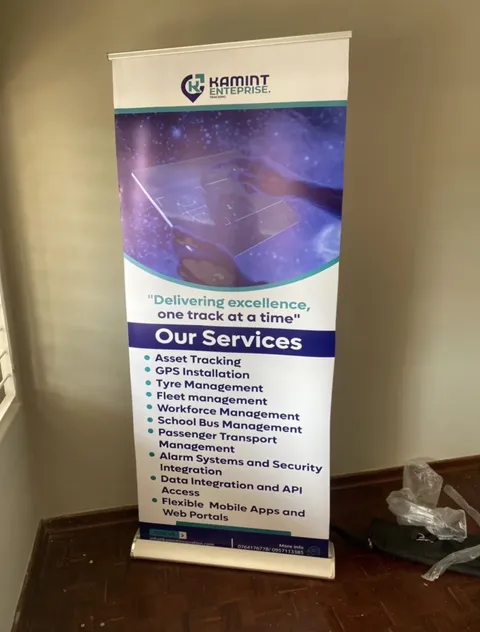 KAMINT
ENTEPRISE.
TRACKING
"Delivering excellence,
one track at a time"
Our Services
Asset Tracking
GPS Installation
Tyre Management
Fleet management
Workforce Management
School Bus Management
Passenger Transport
Management
Alarm Systems and Security
Integration
Data Integration and API
Access
Flexible Mobile Apps and
Web Portals
More info